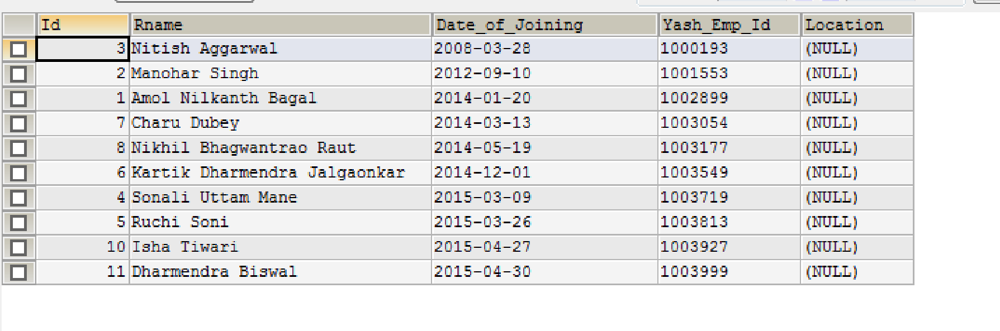 Id Rname Date_of_Joining Yash_Emp_Id Location
3 Nitish Aggarwal 2008-03-28 1000193 (NULL)
2 Manohar Singh 2012-09-10 1001553 (NULL)
1 Amol Nilkanth Bagal 2014-01-20 1002899 (NULL)
7 Charu Dubey 2014-03-13 1003054 (NULL)
8 Nikhil Bhagwantrao Raut 2014-05-19 1003177 (NULL)
6 Kartik Dharmendra Jalgaonkar 2014-12-01 1003549 (NULL)
4 Sonali Uttam Mane 2015-03-09 1003719 (NULL)
5 Ruchi Soni 2015-03-26 1003813 (NULL)
10 Isha Tiwari 2015-04-27 1003927 (NULL)
11 Dharmendra Biswal 2015-04-30 1003999 (NULL)